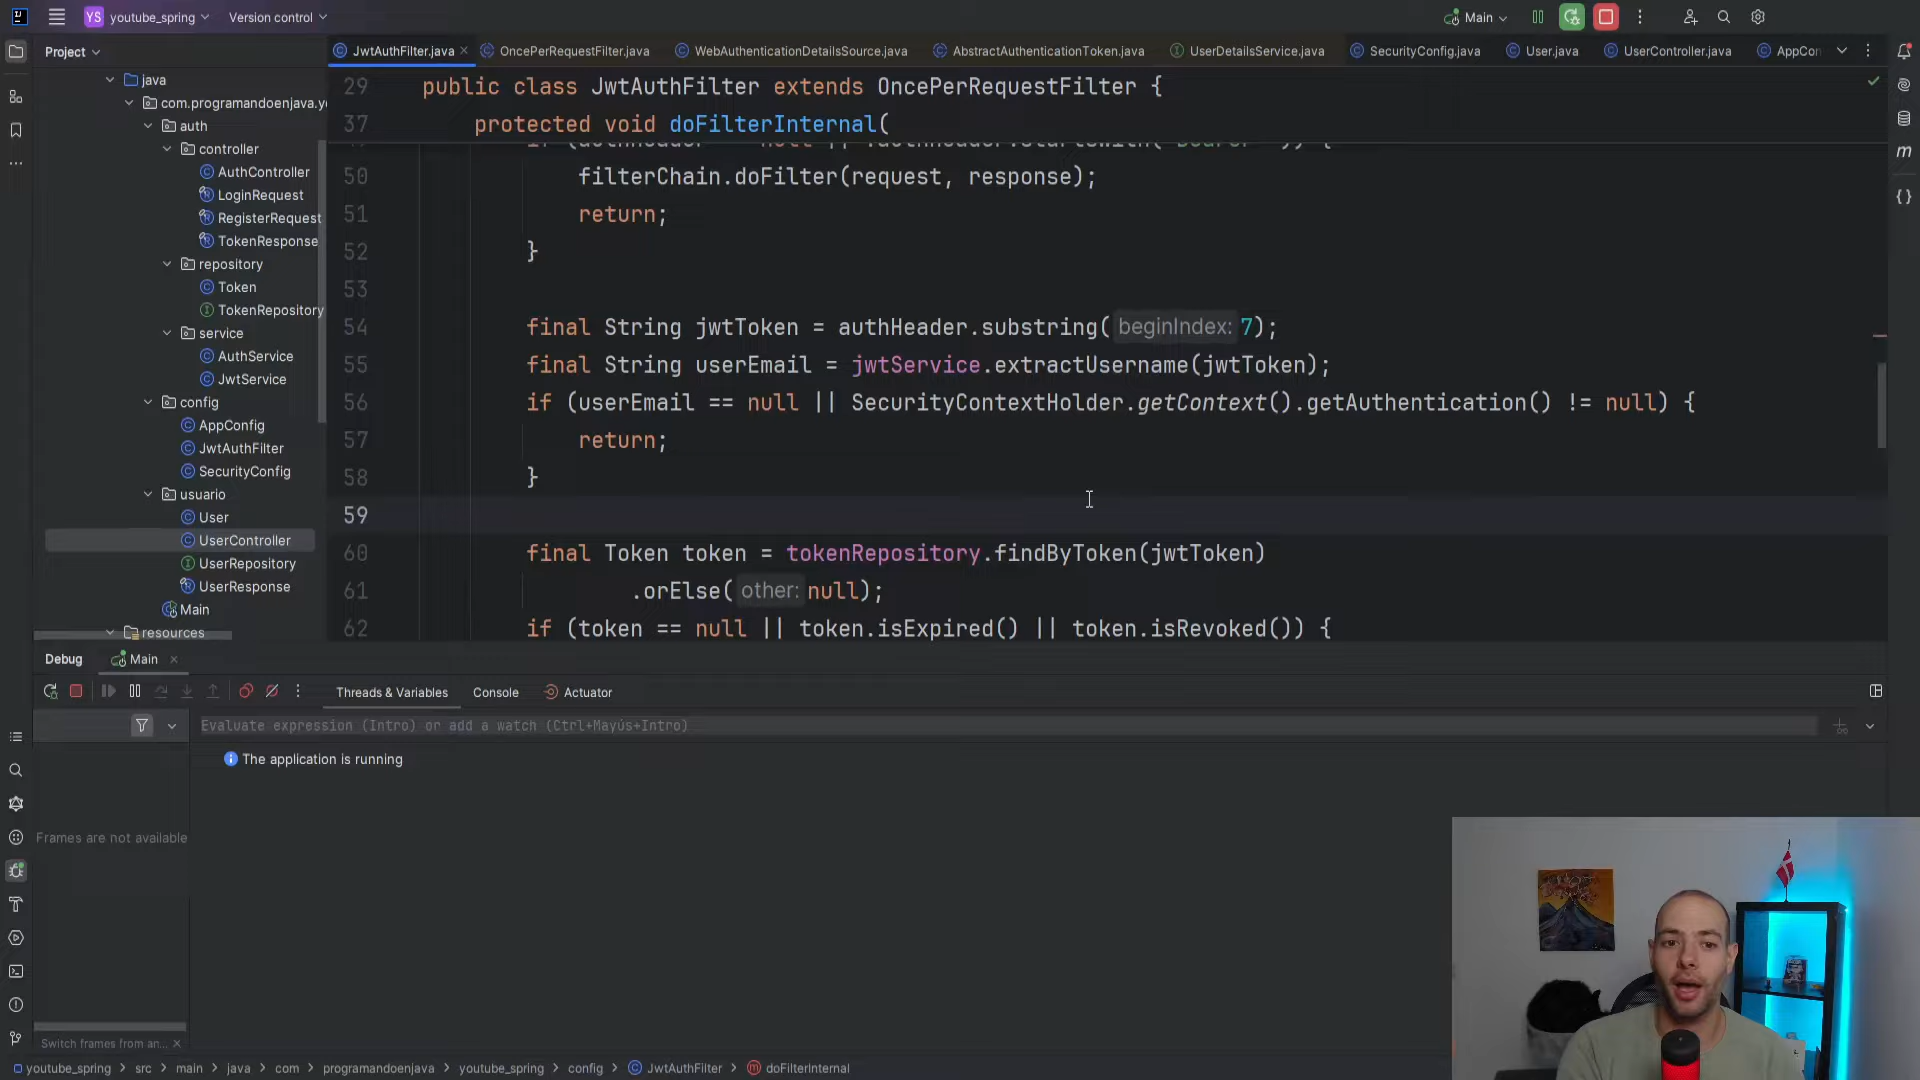 YS youtube_spring Version control Main
Project JwtAuthFilter.java OncePerRequestFilter.java WebAuthenticationDetailsSource.java AbstractAuthenticationToken.java UserDetailsService.java SecurityConfig.java User.java UserController.java AppCon
java
com.programandoenjava.yo
auth
controller
AuthController
LoginRequest
RegisterRequest
TokenResponse
repository
Token
TokenRepository
service
AuthService
JwtService
config
AppConfig
JwtAuthFilter
SecurityConfig
usuario
User
UserController
UserRepository
UserResponse
Main
resources
29 public class JwtAuthFilter extends OncePerRequestFilter {
37 protected void doFilterInternal(
50 filterChain.doFilter(request, response);
51 return;
52 }
53
54 final String jwtToken = authHeader.substring( beginIndex: 7);
55 final String userEmail = jwtService.extractUsername(jwtToken);
56 if (userEmail == null || SecurityContextHolder.getContext().getAuthentication() != null) {
57 return;
58 }
59
60 final Token token = tokenRepository.findByToken(jwtToken)
61 .orElse( other: null);
62 if (token == null || token.isExpired() || token.isRevoked()) {
Debug Main
Threads & Variables Console Actuator
Evaluate expression (Intro) or add a watch (Ctrl+Mayús+Intro)
The application is running
Frames are not available
Switch frames from an...
youtube_spring > src > main > java > com > programandoenjava > youtube_spring > config > JwtAuthFilter > doFilterInternal